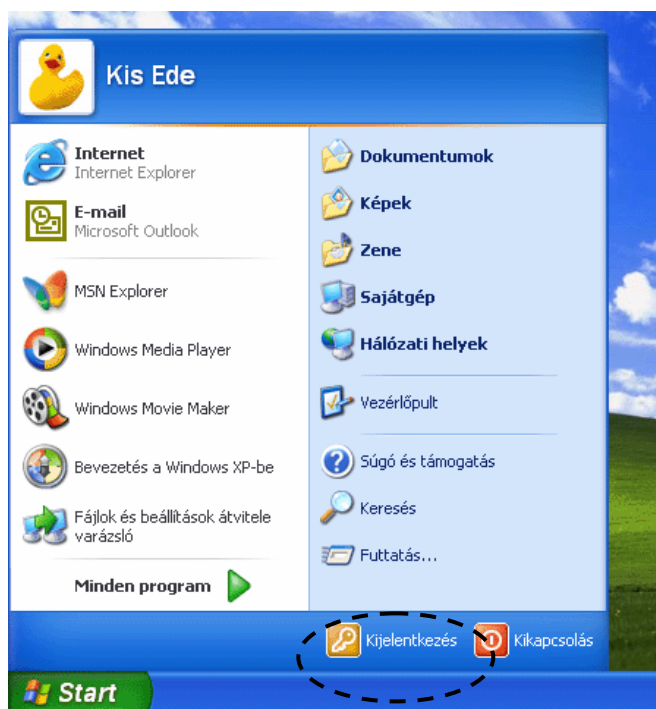 Kis Ede
Internet
Internet Explorer
E-mail
Microsoft Outlook
MSN Explorer
Windows Media Player
Windows Movie Maker
Bevezetés a Windows XP-be
Fájlok és beállítások átvitele
varázsló
Minden program
Dokumentumok
Képek
Zene
Sajátgép
Hálózati helyek
Vezérlőpult
Súgó és támogatás
Keresés
Futtatás...
Kijelentkezés
Kikapcsolás
Start